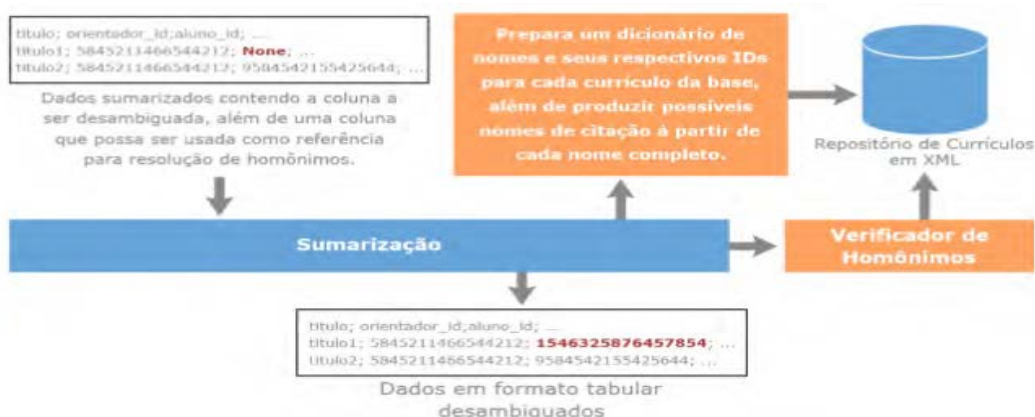 titulo; orientador_id;aluno_id; ...
titulo1; 5845211466544212; None; ...
titulo2; 5845211466544212; 9584542155425644; ...
Dados sumarizados contendo a coluna a
ser desambiguada, além de uma coluna
que possa ser usada como referência
para resolução de homônimos.
Prepara um dicionário de
nomes e seus respectivos IDs
para cada currículo da base,
além de produzir possíveis
nomes de citação à partir de
cada nome completo.
Repositório de Currículos
em XML
Sumarização
Verificador de
Homônimos
titulo; orientador_id;aluno_id; ...
titulo1; 5845211466544212; 1546325876457854; ...
titulo2; 5845211466544212; 9584542155425644; ...
Dados em formato tabular
desambiguados